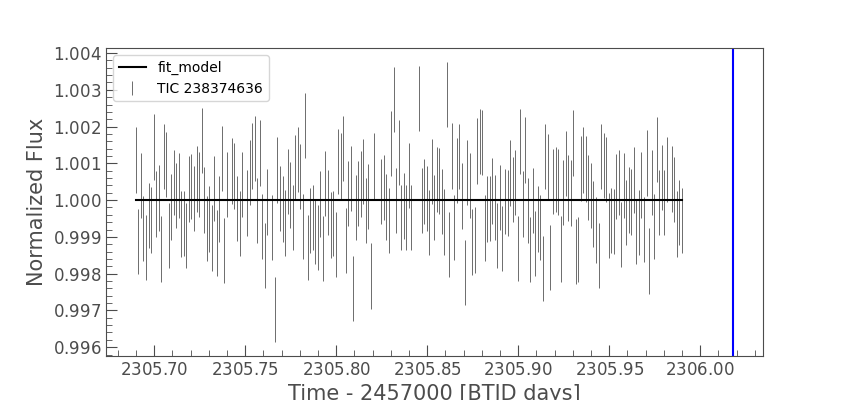 1.004
1.003
1.002
1.001
1.000
0.999
0.998
0.997
0.996
Normalized Flux
fit_model
TIC 238374636
2305.70 2305.75 2305.80 2305.85 2305.90 2305.95 2306.00
Time - 2457000 [BTJD days]